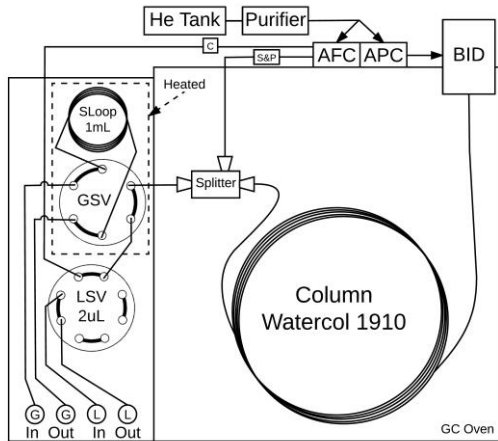 He Tank
Purifier
C
S&P
AFC
APC
BID
Heated
SLoop
1mL
GSV
Splitter
LSV
2uL
Column
Watercol 1910
G
G
L
L
In Out
In Out
GC Oven